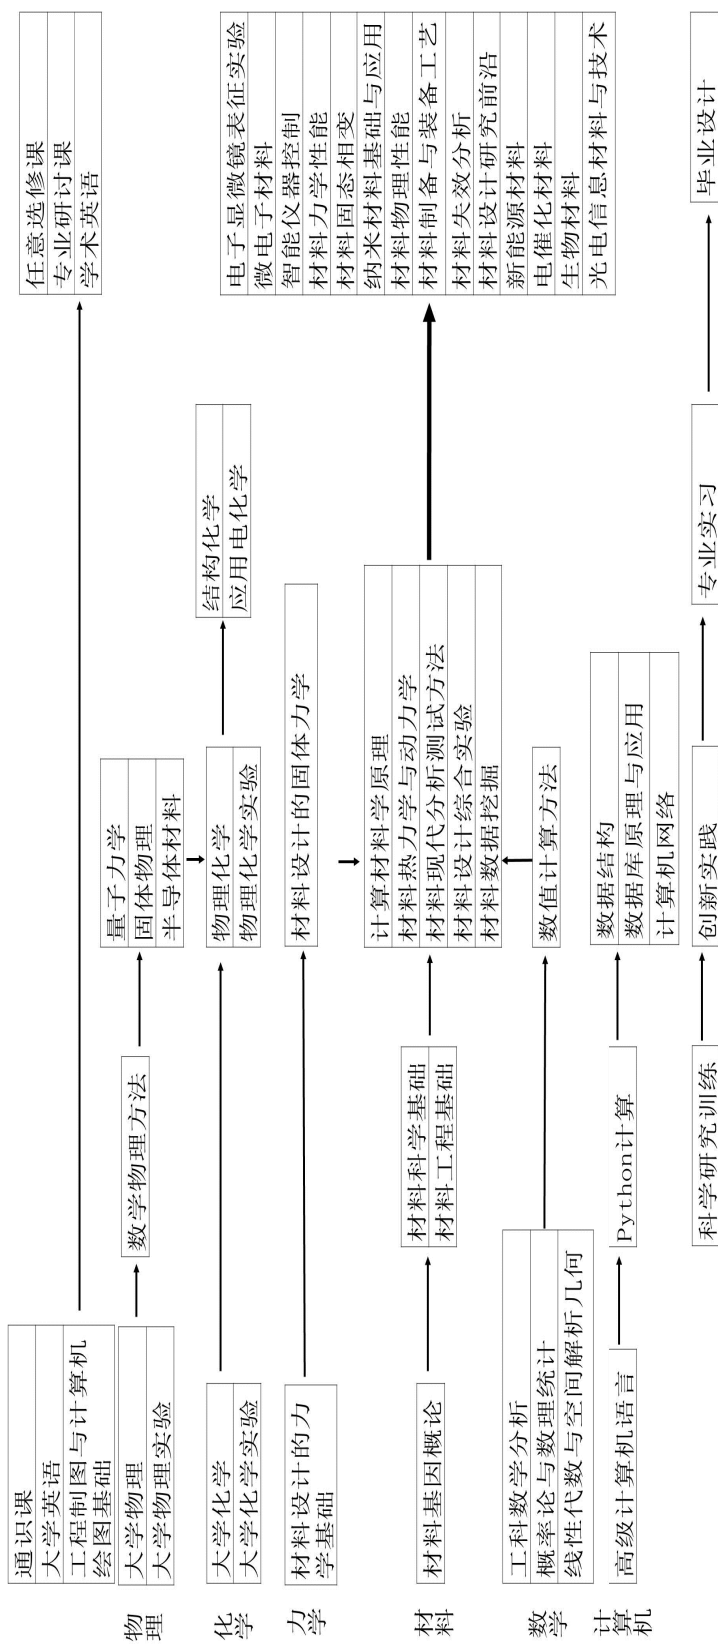 通识课
大学英语
工程制图与计算机
绘图基础
任意选修课
专业研讨课
学术英语
物
理
大学物理
大学物理实验
数学物理方法
量子力学
固体物理
半导体材料
化
学
大学化学
大学化学实验
物理化学
物理化学实验
结构化学
应用电化学
力
学
材料设计的力
学基础
材料设计的固体力学
材
料
材料基因概论
材料科学基础
材料工程基础
计算材料学原理
材料热力学与动力学
材料现代分析测试方法
材料设计综合实验
材料数据挖掘
电子显微镜表征实验
微电子材料
智能仪器控制
材料力学性能
材料固态相变
纳米材料基础与应用
材料物理性能
材料制备与装备工艺
材料失效分析
材料设计研究前沿
新能源材料
电催化材料
生物材料
光电信息材料与技术
数
学
工科数学分析
概率论与数理统计
线性代数与空间解析几何
数值计算方法
计
算
机
高级计算机语言
Python计算
数据结构
数据库原理与应用
计算机网络
科学研究训练
创新实践
专业实习
毕业设计